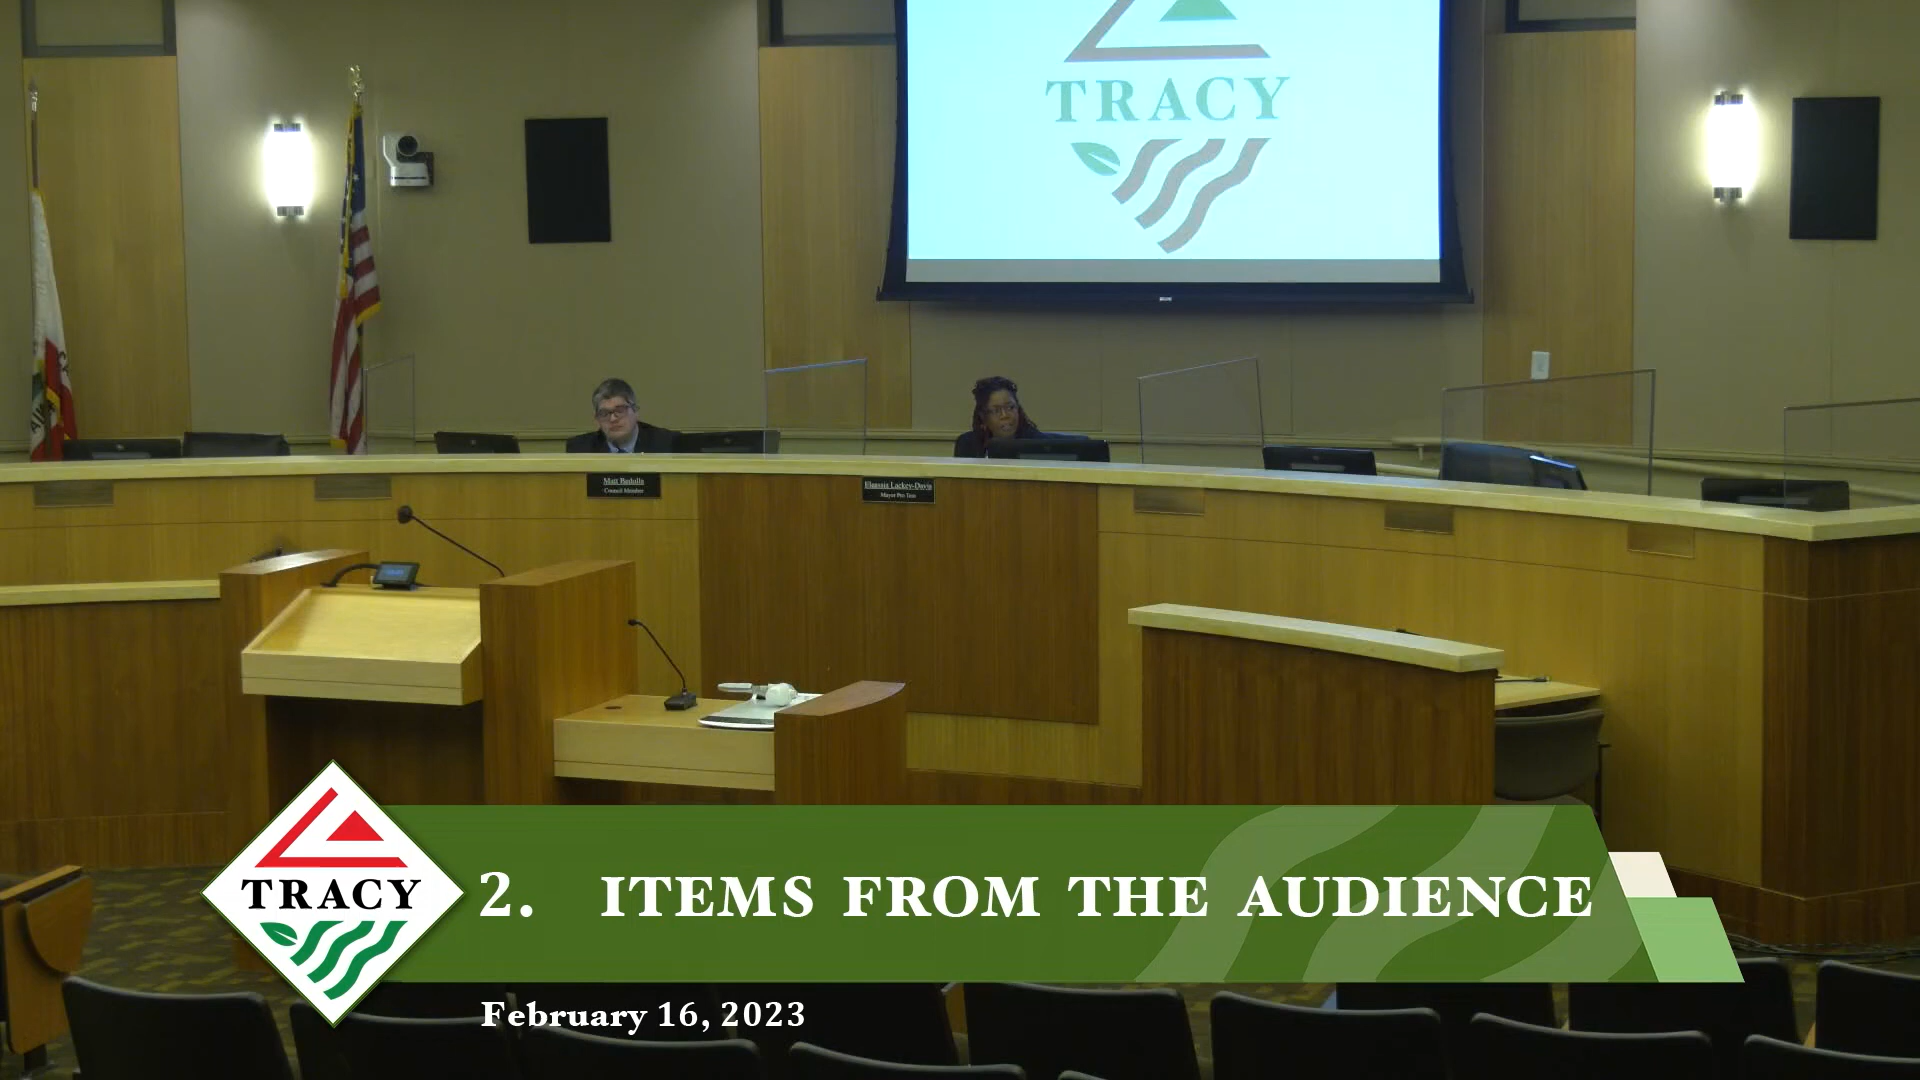 TRACY
Matt Bedolla
Council Member
Eleassia Lackey-Davis
Mayor Pro Tem
TRACY
2. ITEMS FROM THE AUDIENCE
February 16, 2023